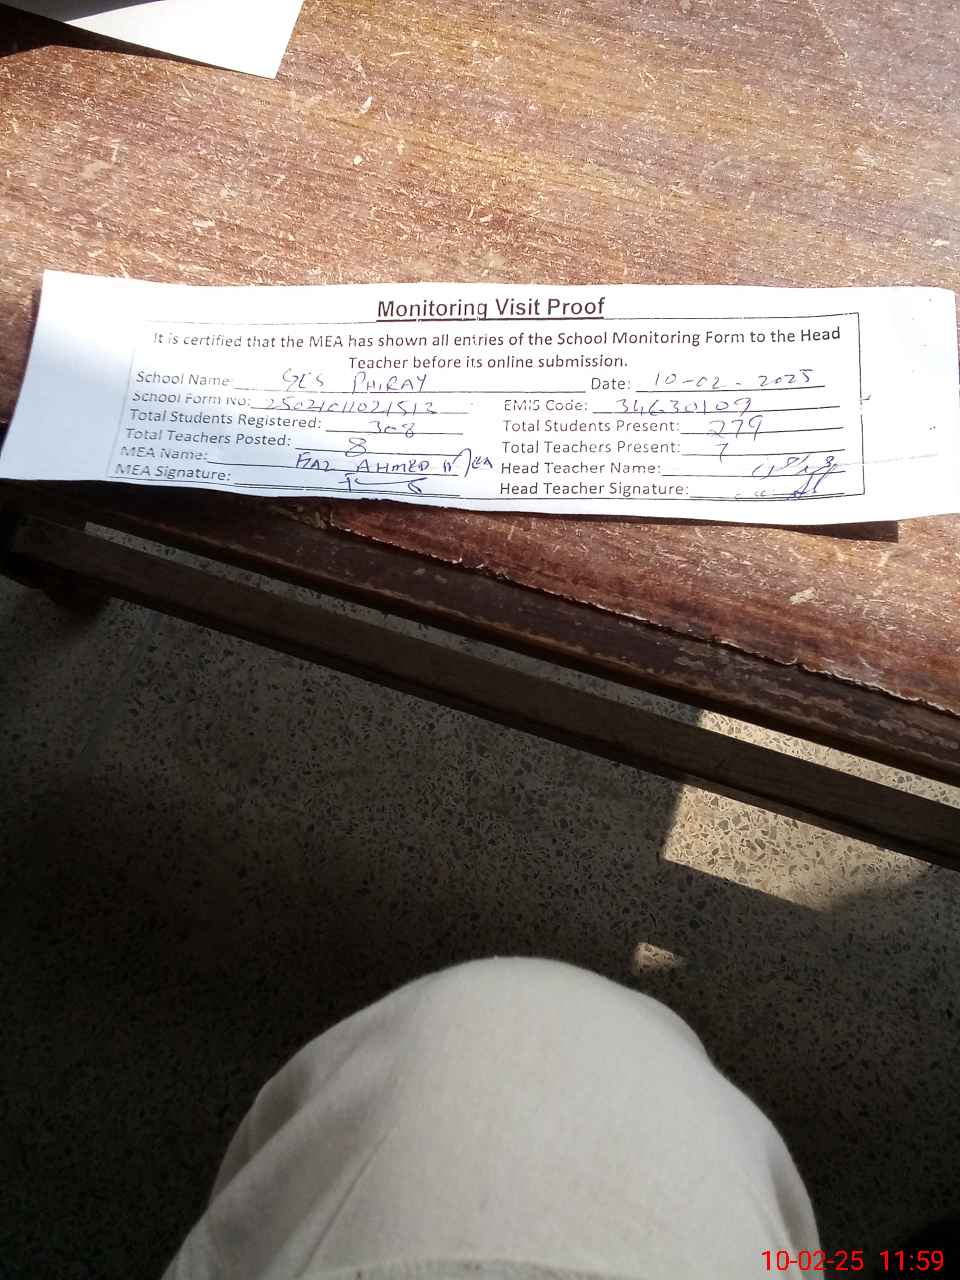 Monitoring Visit Proof
It is certified that the MEA has shown all entries of the School Monitoring Form to the Head
Teacher before its online submission.
School Name: PHIRAY Date: 10-02-2025
School Form No: EMIS Code: 34630109
Total Students Registered: 308 Total Students Present: 279
Total Teachers Posted: 8 Total Teachers Present: 7
MEA Name: AHMED MEA Head Teacher Name:
MEA Signature: Head Teacher Signature:
10-02-25 11:59